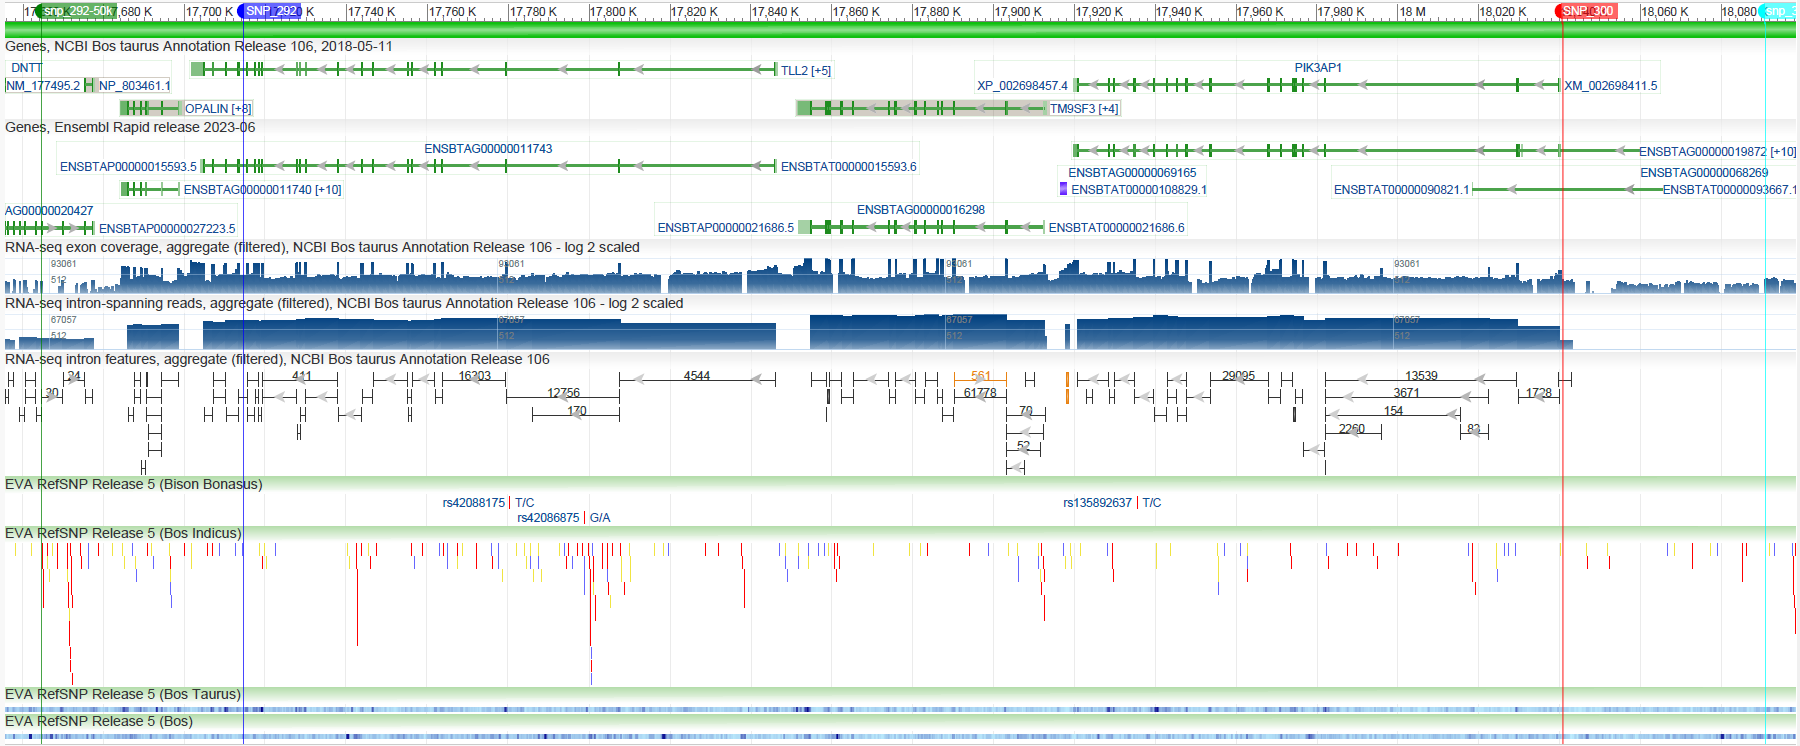 snp_292-50k 17,680 K 17,700 K SNP_292 17,740 K 17,760 K 17,780 K 17,800 K 17,820 K 17,840 K 17,860 K 17,880 K 17,900 K 17,920 K 17,940 K 17,960 K 17,980 K 18 M 18,020 K SNP_300 18,060 K 18,080
Genes, NCBI Bos taurus Annotation Release 106, 2018-05-11
DNTT TLL2 [+5] PIK3AP1
NM_177495.2 NP_803461.1 XP_002698457.4 XM_002698411.5
OPALIN [+3] TM9SF3 [+4]
Genes, Ensembl Rapid release 2023-06
ENSBTAG00000011743 ENSBTAG00000019872 [+10]
ENSBTAP00000015593.5 ENSBTAT00000015593.6 ENSBTAG00000069165 ENSBTAG00000068269
ENSBTAG00000011740 [+10] ENSBTAT00000108829.1 ENSBTAT00000090821.1 ENSBTAT00000093667.1
AG00000020427 ENSBTAG00000016298
ENSBTAP00000027223.5 ENSBTAP00000021686.5 ENSBTAT00000021686.6
RNA-seq exon coverage, aggregate (filtered), NCBI Bos taurus Annotation Release 106 - log 2 scaled
93061 93061 93061 93061
512 512 512 512
RNA-seq intron-spanning reads, aggregate (filtered), NCBI Bos taurus Annotation Release 106 - log 2 scaled
67057 67057 67057 67057
512 512 512 512
RNA-seq intron features, aggregate (filtered), NCBI Bos taurus Annotation Release 106
24 411 16303 4544 561 29095 13539
30 12756 61778 3671 1728
170 70 154
2260 82
52
EVA RefSNP Release 5 (Bison Bonasus)
rs42088175 T/C rs135892637 T/C
rs42086875 G/A
EVA RefSNP Release 5 (Bos Indicus)
EVA RefSNP Release 5 (Bos Taurus)
EVA RefSNP Release 5 (Bos)